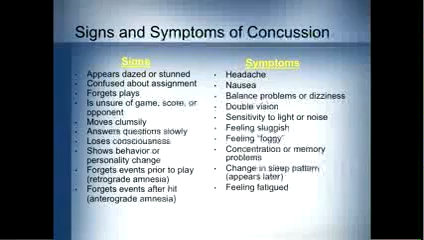 Signs and Symptoms of Concussion
Signs
- Appears dazed or stunned
- Confused about assignment
- Forgets plays
- Is unsure of game, score, or
opponent
- Moves clumsily
- Answers questions slowly
- Loses consciousness
- Shows behavior or
personality change
- Forgets events prior to play
(retrograde amnesia)
- Forgets events after hit
(anterograde amnesia)
Symptoms
- Headache
- Nausea
- Balance problems or dizziness
- Double vision
- Sensitivity to light or noise
- Feeling sluggish
- Feeling "foggy"
- Concentration or memory
problems
- Change in sleep pattern
(appears later)
- Feeling fatigued